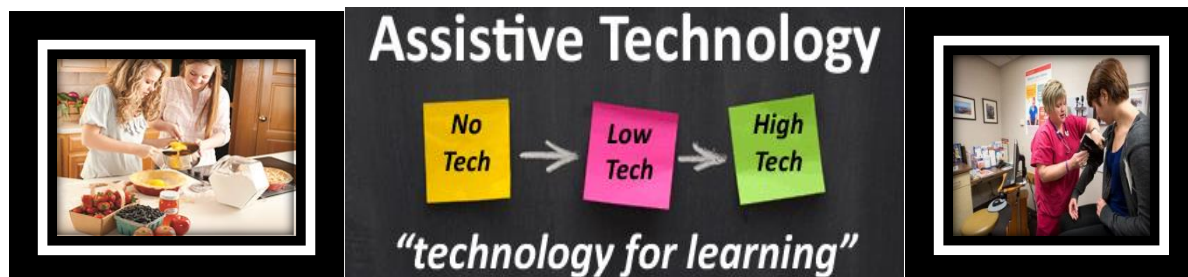 Assistive Technology
No
Tech
Low
Tech
High
Tech
“technology for learning”